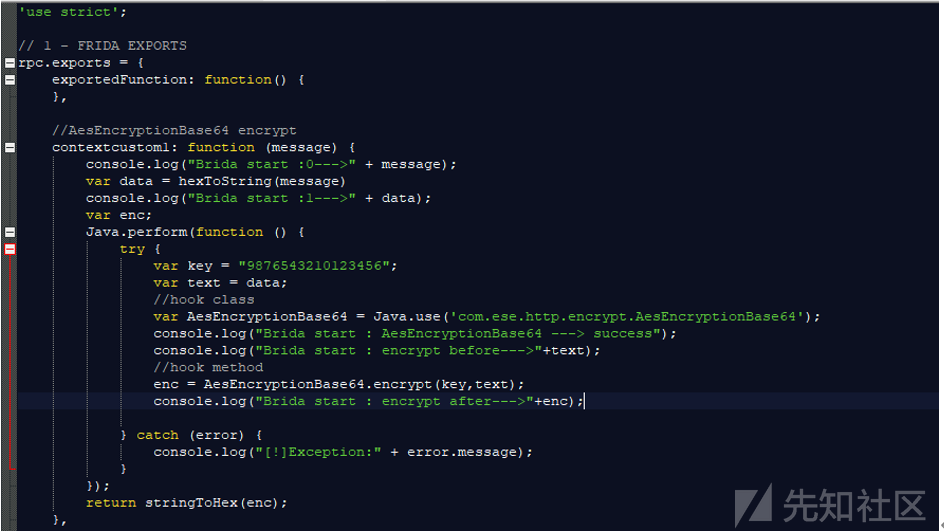 'use strict';
// 1 - FRIDA EXPORTS
rpc.exports = {
    exportedFunction: function() {
    },
    //AesEncryptionBase64 encrypt
    contextcustom1: function (message) {
        console.log("Brida start :0--->" + message);
        var data = hexToString(message)
        console.log("Brida start :1--->" + data);
        var enc;
        Java.perform(function () {
            try {
                var key = "9876543210123456";
                var text = data;
                //hook class
                var AesEncryptionBase64 = Java.use('com.ese.http.encrypt.AesEncryptionBase64');
                console.log("Brida start : AesEncryptionBase64 ---> success");
                console.log("Brida start : encrypt before--->"+text);
                //hook method
                enc = AesEncryptionBase64.encrypt(key,text);
                console.log("Brida start : encrypt after--->"+enc);
            } catch (error) {
                console.log("[!]Exception:" + error.message);
            }
        });
        return stringToHex(enc);
    },
先知社区